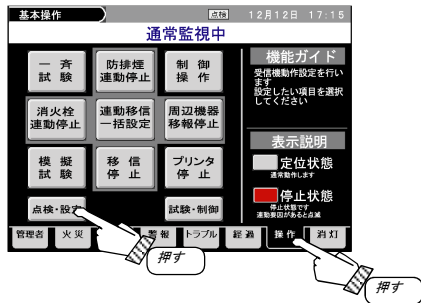 基本操作
点検
12月12日 17:15
通常監視中
一 斉
試 験
防排煙
連動停止
制 御
操 作
消火栓
連動停止
連動移信
一括設定
周辺機器
移報停止
模 擬
試 験
移 信
停 止
プリンタ
停 止
点検・設定
試験・制御
機能ガイド
受信機動作設定を行い
ます
設定したい項目を選択
してください
表示説明
定位状態
通常動作します
停止状態
停止状態です
連動要因があると点滅
管理者
火 災
報
トラブル
経 過
操 作
消 灯
押す
押す